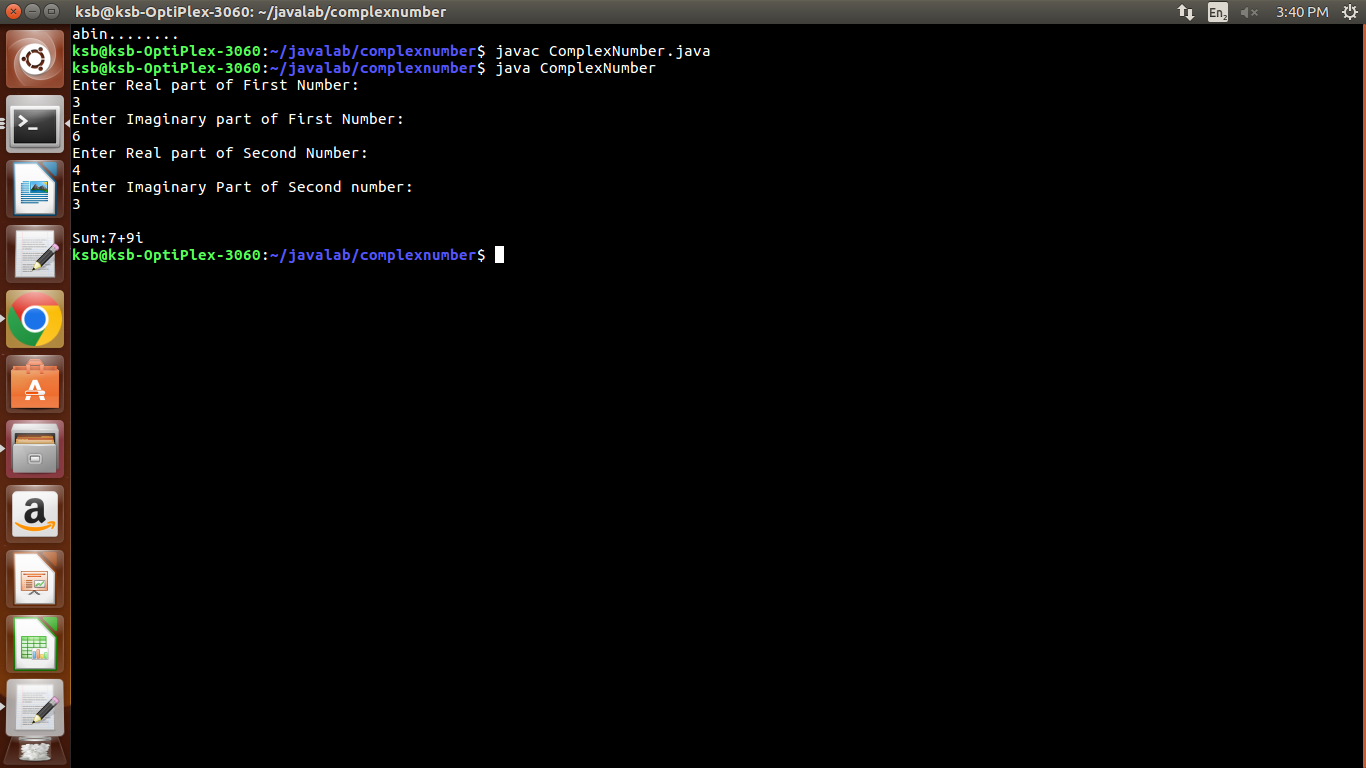 ksb@ksb-OptiPlex-3060: ~/javalab/complexnumber
En2
3:40 PM
abin........
ksb@ksb-OptiPlex-3060:~/javalab/complexnumber$ javac ComplexNumber.java
ksb@ksb-OptiPlex-3060:~/javalab/complexnumber$ java ComplexNumber
Enter Real part of First Number:
3
Enter Imaginary part of First Number:
6
Enter Real part of Second Number:
4
Enter Imaginary Part of Second number:
3
Sum:7+9i
ksb@ksb-OptiPlex-3060:~/javalab/complexnumber$
>_
A
a